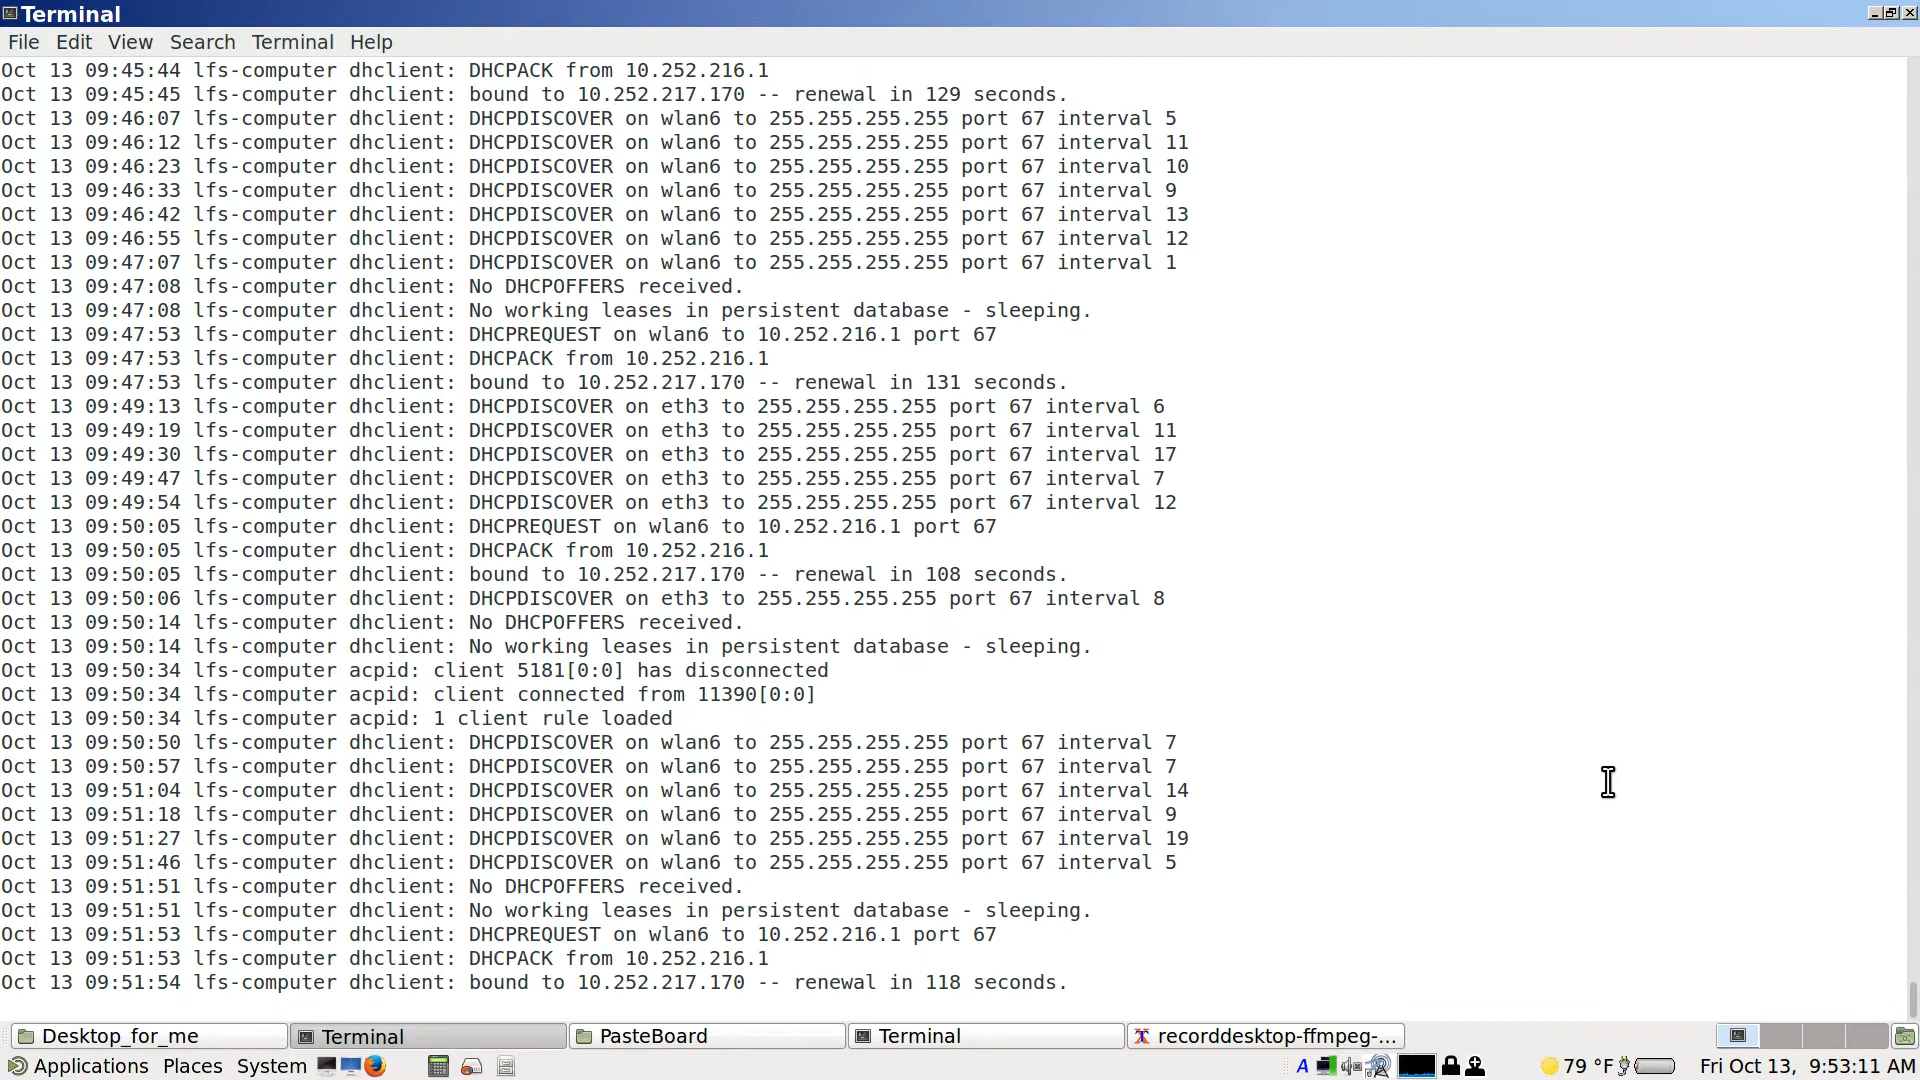 Terminal
File Edit View Search Terminal Help
Oct 13 09:45:44 lfs-computer dhclient: DHCPACK from 10.252.216.1
Oct 13 09:45:45 lfs-computer dhclient: bound to 10.252.217.170 -- renewal in 129 seconds.
Oct 13 09:46:07 lfs-computer dhclient: DHCPDISCOVER on wlan6 to 255.255.255.255 port 67 interval 5
Oct 13 09:46:12 lfs-computer dhclient: DHCPDISCOVER on wlan6 to 255.255.255.255 port 67 interval 11
Oct 13 09:46:23 lfs-computer dhclient: DHCPDISCOVER on wlan6 to 255.255.255.255 port 67 interval 10
Oct 13 09:46:33 lfs-computer dhclient: DHCPDISCOVER on wlan6 to 255.255.255.255 port 67 interval 9
Oct 13 09:46:42 lfs-computer dhclient: DHCPDISCOVER on wlan6 to 255.255.255.255 port 67 interval 13
Oct 13 09:46:55 lfs-computer dhclient: DHCPDISCOVER on wlan6 to 255.255.255.255 port 67 interval 12
Oct 13 09:47:07 lfs-computer dhclient: DHCPDISCOVER on wlan6 to 255.255.255.255 port 67 interval 1
Oct 13 09:47:08 lfs-computer dhclient: No DHCPOFFERS received.
Oct 13 09:47:08 lfs-computer dhclient: No working leases in persistent database - sleeping.
Oct 13 09:47:53 lfs-computer dhclient: DHCPREQUEST on wlan6 to 10.252.216.1 port 67
Oct 13 09:47:53 lfs-computer dhclient: DHCPACK from 10.252.216.1
Oct 13 09:47:53 lfs-computer dhclient: bound to 10.252.217.170 -- renewal in 131 seconds.
Oct 13 09:49:13 lfs-computer dhclient: DHCPDISCOVER on eth3 to 255.255.255.255 port 67 interval 6
Oct 13 09:49:19 lfs-computer dhclient: DHCPDISCOVER on eth3 to 255.255.255.255 port 67 interval 11
Oct 13 09:49:30 lfs-computer dhclient: DHCPDISCOVER on eth3 to 255.255.255.255 port 67 interval 17
Oct 13 09:49:47 lfs-computer dhclient: DHCPDISCOVER on eth3 to 255.255.255.255 port 67 interval 7
Oct 13 09:49:54 lfs-computer dhclient: DHCPDISCOVER on eth3 to 255.255.255.255 port 67 interval 12
Oct 13 09:50:05 lfs-computer dhclient: DHCPREQUEST on wlan6 to 10.252.216.1 port 67
Oct 13 09:50:05 lfs-computer dhclient: DHCPACK from 10.252.216.1
Oct 13 09:50:05 lfs-computer dhclient: bound to 10.252.217.170 -- renewal in 108 seconds.
Oct 13 09:50:06 lfs-computer dhclient: DHCPDISCOVER on eth3 to 255.255.255.255 port 67 interval 8
Oct 13 09:50:14 lfs-computer dhclient: No DHCPOFFERS received.
Oct 13 09:50:14 lfs-computer dhclient: No working leases in persistent database - sleeping.
Oct 13 09:50:34 lfs-computer acpid: client 5181[0:0] has disconnected
Oct 13 09:50:34 lfs-computer acpid: client connected from 11390[0:0]
Oct 13 09:50:34 lfs-computer acpid: 1 client rule loaded
Oct 13 09:50:50 lfs-computer dhclient: DHCPDISCOVER on wlan6 to 255.255.255.255 port 67 interval 7
Oct 13 09:50:57 lfs-computer dhclient: DHCPDISCOVER on wlan6 to 255.255.255.255 port 67 interval 7
Oct 13 09:51:04 lfs-computer dhclient: DHCPDISCOVER on wlan6 to 255.255.255.255 port 67 interval 14
Oct 13 09:51:18 lfs-computer dhclient: DHCPDISCOVER on wlan6 to 255.255.255.255 port 67 interval 9
Oct 13 09:51:27 lfs-computer dhclient: DHCPDISCOVER on wlan6 to 255.255.255.255 port 67 interval 19
Oct 13 09:51:46 lfs-computer dhclient: DHCPDISCOVER on wlan6 to 255.255.255.255 port 67 interval 5
Oct 13 09:51:51 lfs-computer dhclient: No DHCPOFFERS received.
Oct 13 09:51:51 lfs-computer dhclient: No working leases in persistent database - sleeping.
Oct 13 09:51:53 lfs-computer dhclient: DHCPREQUEST on wlan6 to 10.252.216.1 port 67
Oct 13 09:51:53 lfs-computer dhclient: DHCPACK from 10.252.216.1
Oct 13 09:51:54 lfs-computer dhclient: bound to 10.252.217.170 -- renewal in 118 seconds.
Desktop_for_me Terminal PasteBoard Terminal recorddesktop-ffmpeg-...
Applications Places System A 79 °F Fri Oct 13, 9:53:11 AM